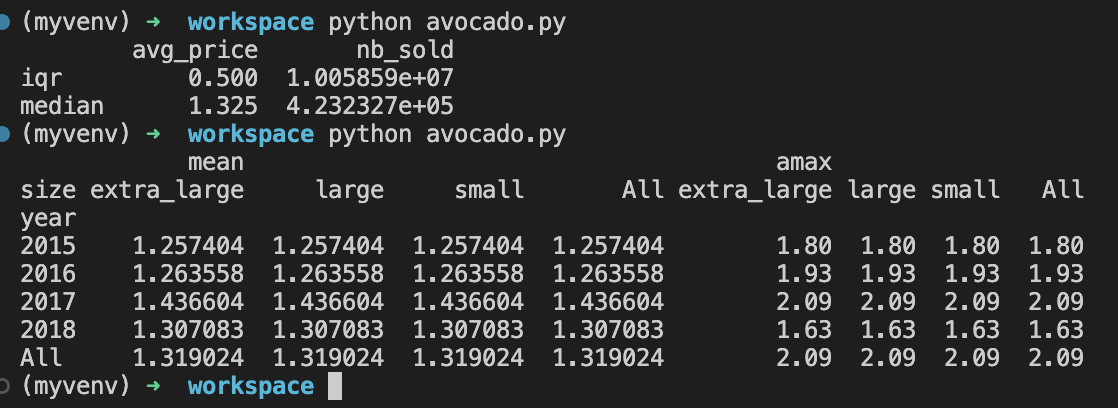 (myvenv) ➜  workspace python avocado.py
        avg_price       nb_sold
iqr         0.500  1.005859e+07
median      1.325  4.232327e+05
(myvenv) ➜  workspace python avocado.py
            mean                                      amax
size extra_large     large     small       All extra_large large small   All
year
2015    1.257404  1.257404  1.257404  1.257404        1.80  1.80  1.80  1.80
2016    1.263558  1.263558  1.263558  1.263558        1.93  1.93  1.93  1.93
2017    1.436604  1.436604  1.436604  1.436604        2.09  2.09  2.09  2.09
2018    1.307083  1.307083  1.307083  1.307083        1.63  1.63  1.63  1.63
All     1.319024  1.319024  1.319024  1.319024        2.09  2.09  2.09  2.09
(myvenv) ➜  workspace